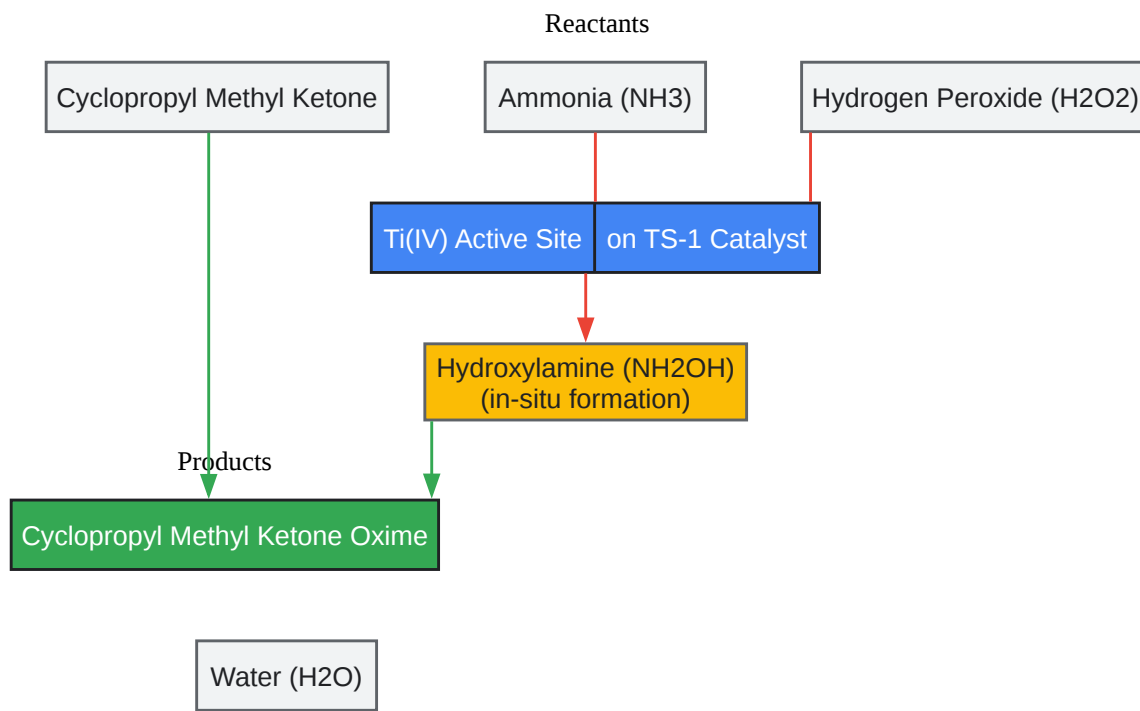 Reactants
Cyclopropyl Methyl Ketone
Ammonia (NH3)
Hydrogen Peroxide (H2O2)
Ti(IV) Active Site
on TS-1 Catalyst
Hydroxylamine (NH2OH)
(in-situ formation)
Products
Cyclopropyl Methyl Ketone Oxime
Water (H2O)